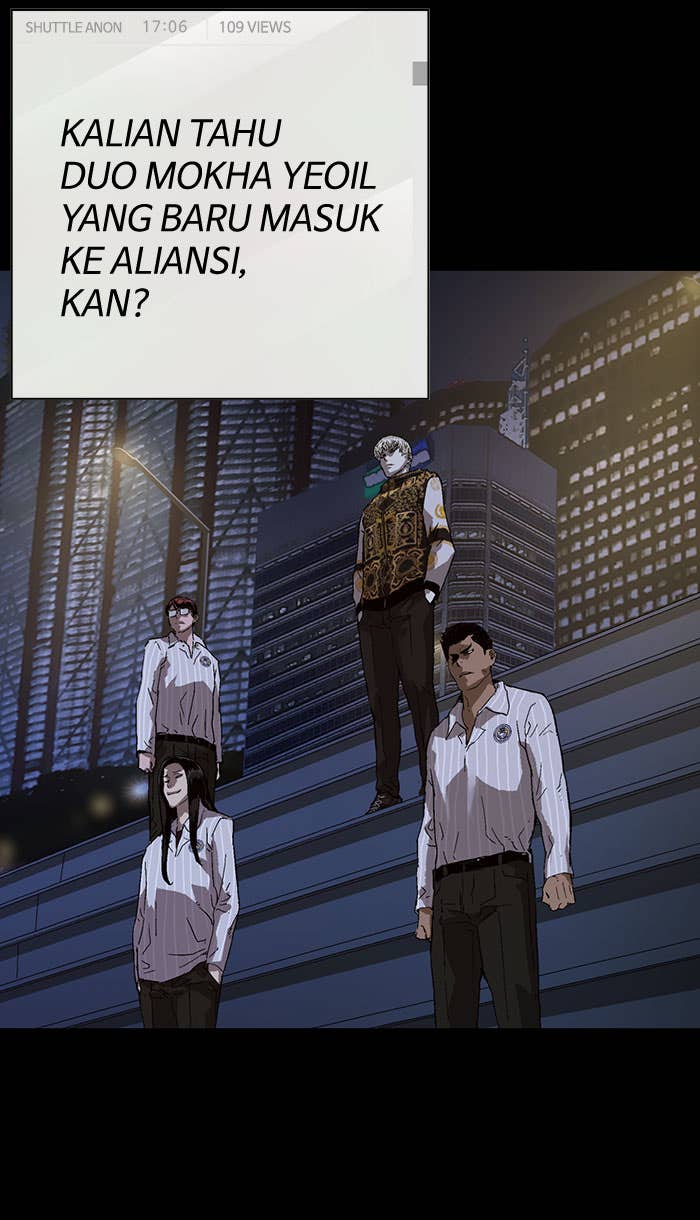 SHUTTLE ANON 17:06 109 VIEWS
KALIAN TAHU
DUO MOKHA YEOIL
YANG BARU MASUK
KE ALIANSI,
KAN?